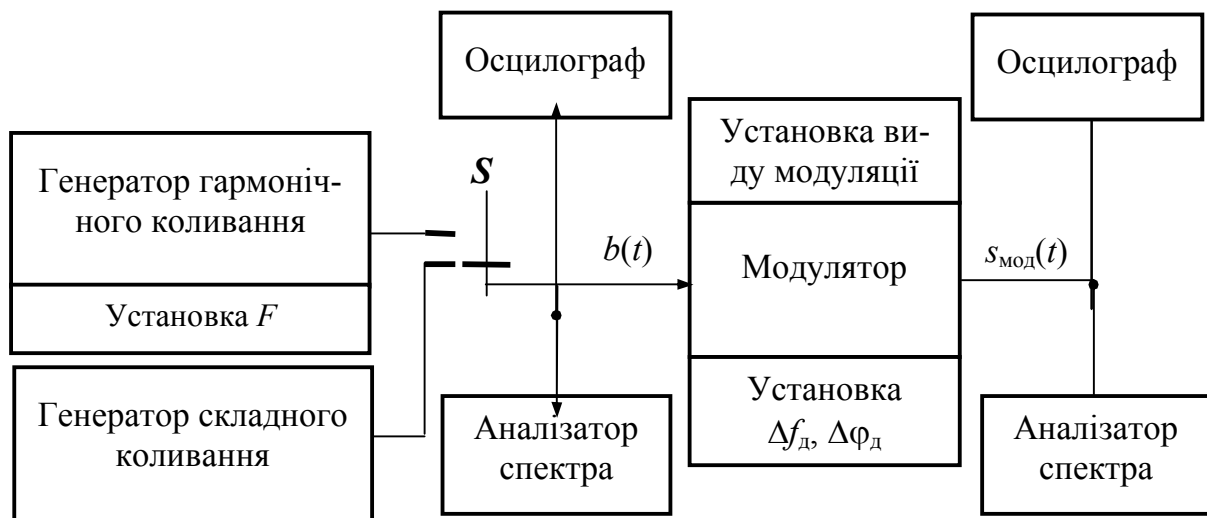 Осцилограф
Осцилограф
Генератор гармоніч-
ного коливання
Установка F
S
Установка ви-
ду модуляції
b(t)
Модулятор
sмод(t)
Генератор складного
коливання
Аналізатор
спектра
Установка
Δfд, Δφд
Аналізатор
спектра